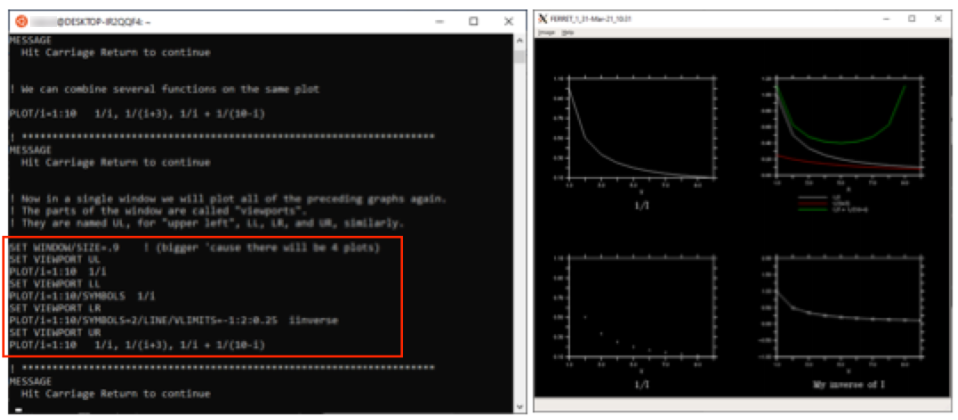 @DESKTOP-IR2QQF4: ~
MESSAGE
Hit Carriage Return to continue
! We can combine several functions on the same plot
PLOT/i=1:10 1/i, 1/(i+3), 1/i + 1/(10-i)
! *********************************************************************
MESSAGE
Hit Carriage Return to continue
! Now in a single window we will plot all of the preceding graphs again.
! The parts of the window are called "viewports".
! They are named UL, for "upper left", LL, LR, and UR, similarly.
SET WINDOW/SIZE=.9 ! (bigger 'cause there will be 4 plots)
SET VIEWPORT UL
PLOT/i=1:10 1/i
SET VIEWPORT LL
PLOT/i=1:10/SYMBOLS 1/i
SET VIEWPORT LR
PLOT/i=1:10/SYMBOLS=2/LINE/VLIMITS=-1:2:0.25 iinverse
SET VIEWPORT UR
PLOT/i=1:10 1/i, 1/(i+3), 1/i + 1/(10-i)
! *********************************************************************
MESSAGE
Hit Carriage Return to continue
FERRET_1_01-Mar-21_10:31
Image Help
1/I
1/I
My inverse of I